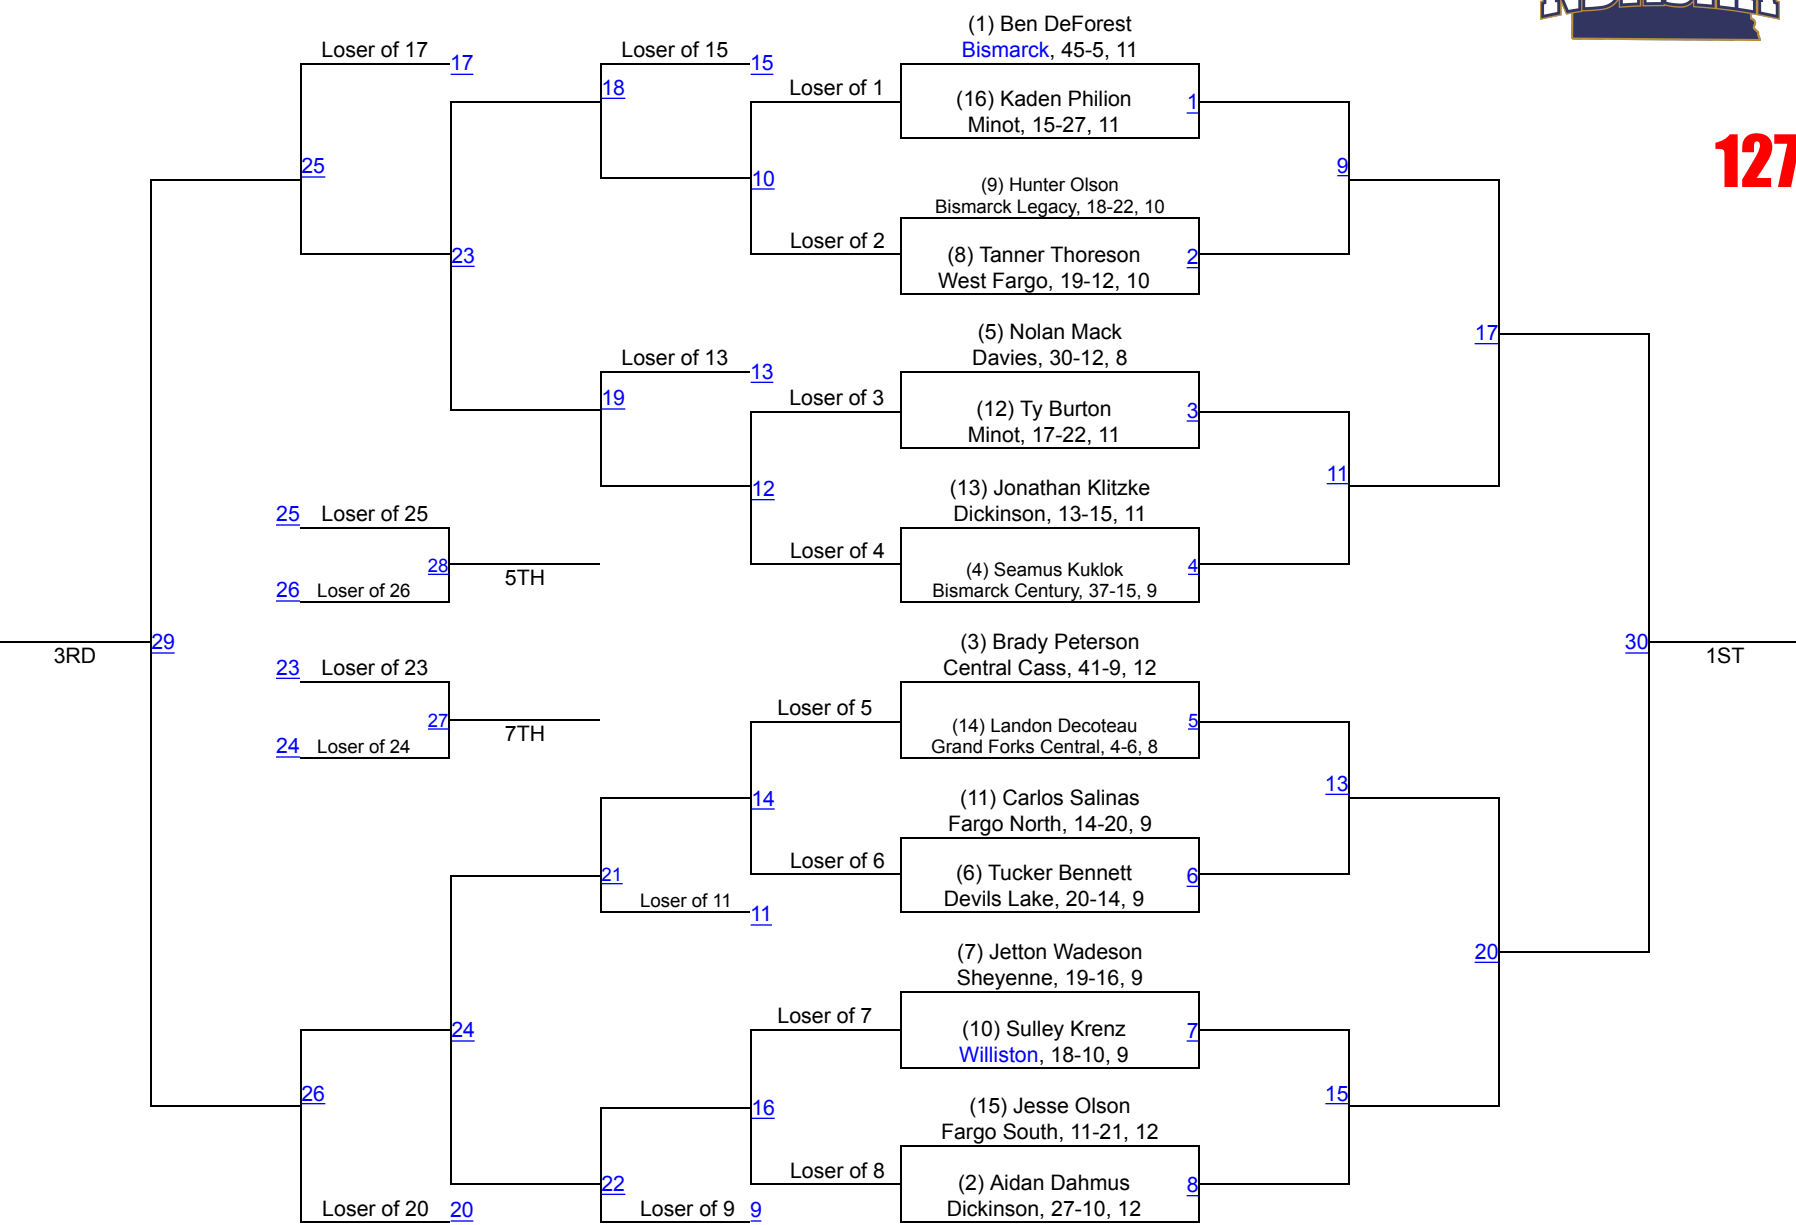 (1) Ben DeForest
Bismarck, 45-5, 11
Loser of 17
17
Loser of 15
15
18
Loser of 1
(16) Kaden Philion
Minot, 15-27, 11
1
127
25
10
9
(9) Hunter Olson
Bismarck Legacy, 18-22, 10
Loser of 2
23
(8) Tanner Thoreson
West Fargo, 19-12, 10
2
(5) Nolan Mack
Davies, 30-12, 8
17
Loser of 13
13
19
Loser of 3
(12) Ty Burton
Minot, 17-22, 11
3
12
11
(13) Jonathan Klitzke
Dickinson, 13-15, 11
25
Loser of 25
28
5TH
Loser of 4
(4) Seamus Kuklok
Bismarck Century, 37-15, 9
4
26
Loser of 26
3RD
29
(3) Brady Peterson
Central Cass, 41-9, 12
30
1ST
23
Loser of 23
27
7TH
Loser of 5
(14) Landon Decoteau
Grand Forks Central, 4-6, 8
5
24
Loser of 24
14
13
(11) Carlos Salinas
Fargo North, 14-20, 9
21
Loser of 6
(6) Tucker Bennett
Devils Lake, 20-14, 9
6
Loser of 11
11
(7) Jetton Wadeson
Sheyenne, 19-16, 9
20
24
Loser of 7
(10) Sulley Krenz
Williston, 18-10, 9
7
26
16
15
(15) Jesse Olson
Fargo South, 11-21, 12
22
Loser of 8
(2) Aidan Dahmus
Dickinson, 27-10, 12
8
Loser of 20
20
Loser of 9
9